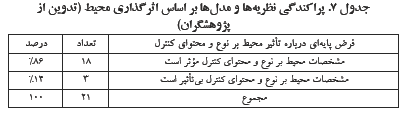 جدول ۷. پراکندگی نظریه‌ها و مدل‌ها بر اساس اثرگذاری محیط (تدوین از
پژوهشگران)
فرض پایه‌ای درباره تأثیر محیط بر نوع و محتوای کنترل تعداد درصد
مشخصات محیط بر نوع و محتوای کنترل مؤثر است ۱۸ ۸۶٪
مشخصات محیط بر نوع و محتوای کنترل بی‌تأثیر است ۳ ۱۴٪
مجموع ۲۱ ۱۰۰